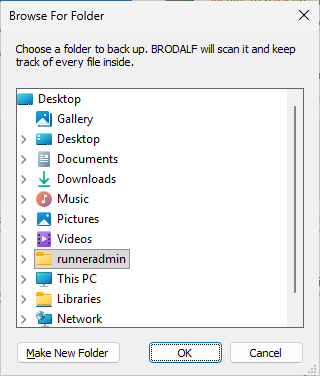 Browse For Folder
Choose a folder to back up. BRODALF will scan it and keep
track of every file inside.
Desktop
Gallery
Desktop
Documents
Downloads
Music
Pictures
Videos
runneradmin
This PC
Libraries
Network
Make New Folder OK Cancel